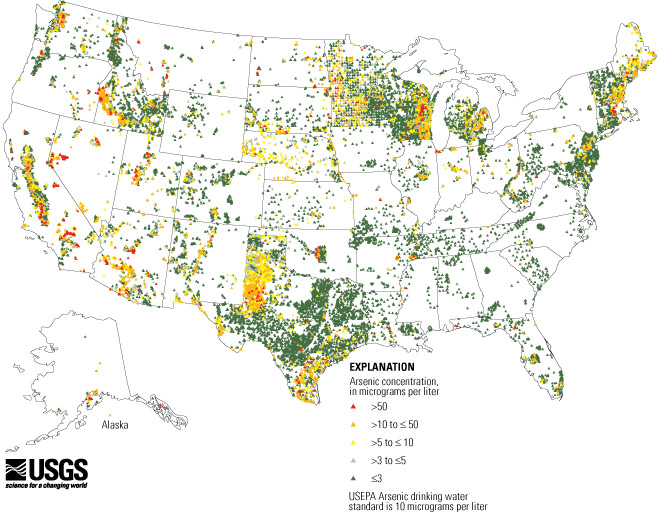 Alaska
USGS
science for a changing world
EXPLANATION
Arsenic concentration,
in micrograms per liter
>50
>10 to ≤ 50
>5 to ≤ 10
>3 to ≤5
≤3
USEPA Arsenic drinking water
standard is 10 micrograms per liter